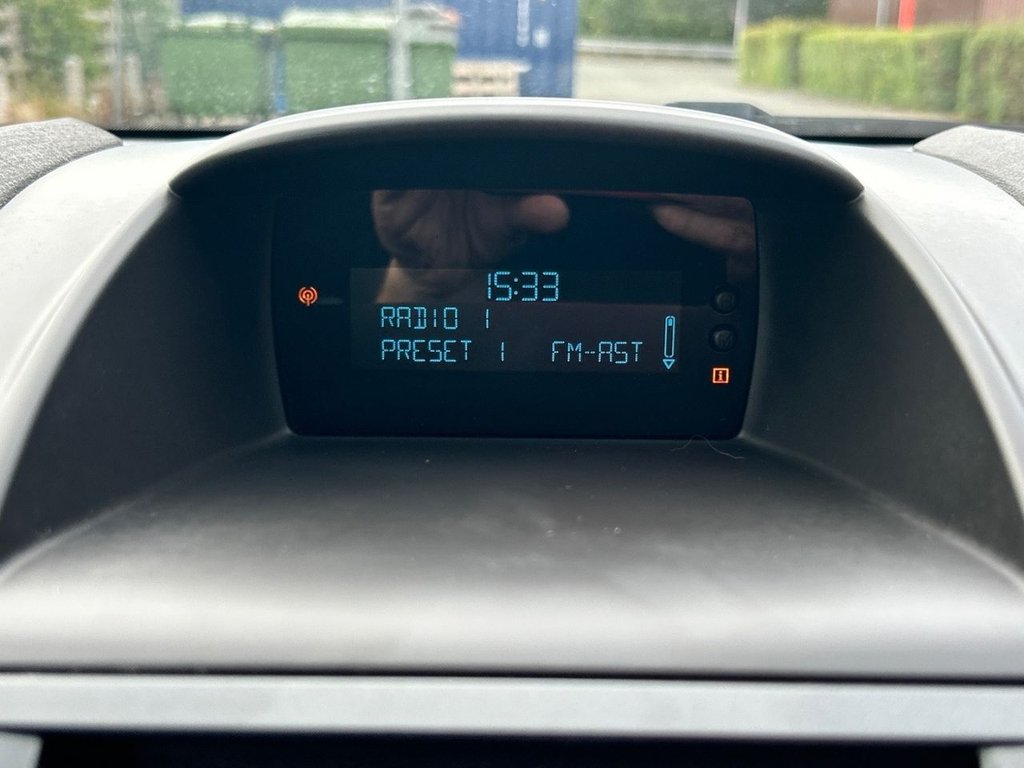 15:33
RADIO 1
PRESET 1 FM-AST